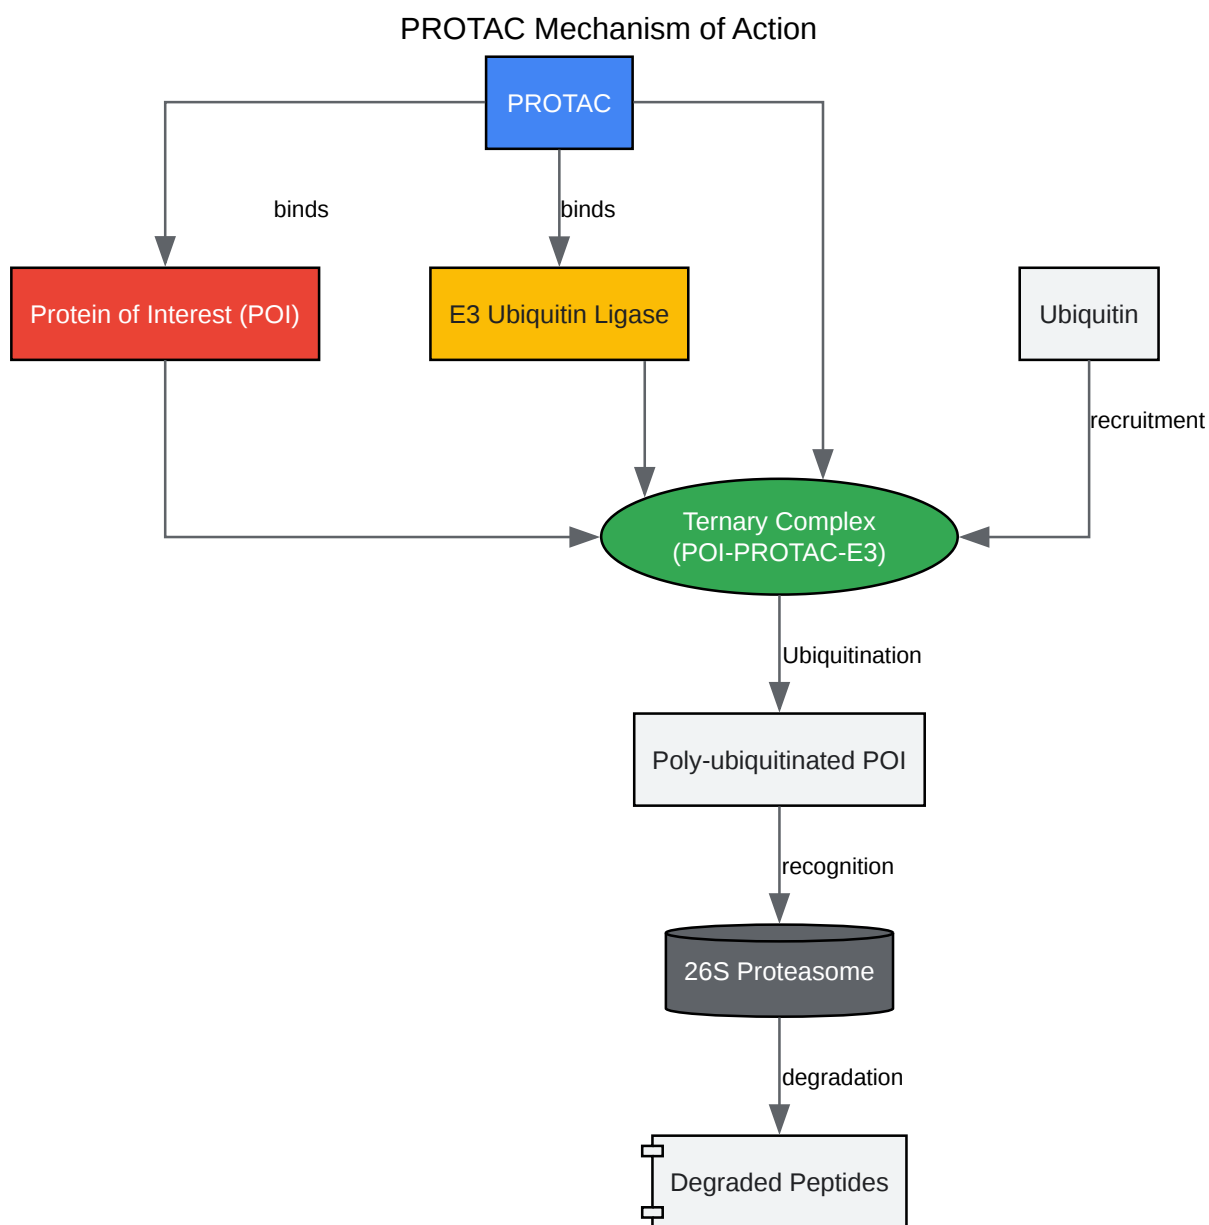 PROTAC Mechanism of Action
PROTAC
binds
binds
Protein of Interest (POI)
E3 Ubiquitin Ligase
Ubiquitin
recruitment
Ternary Complex
(POI-PROTAC-E3)
Ubiquitination
Poly-ubiquitinated POI
recognition
26S Proteasome
degradation
Degraded Peptides